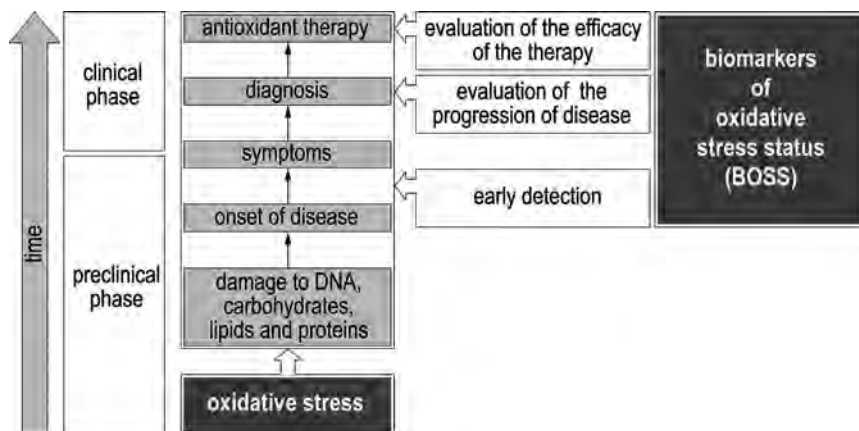 time
clinical
phase
preclinical
phase
antioxidant therapy
diagnosis
symptoms
onset of disease
damage to DNA,
carbohydrates,
lipids and proteins
oxidative stress
evaluation of the efficacy
of the therapy
evaluation of the
progression of disease
early detection
biomarkers
of
oxidative
stress status
(BOSS)